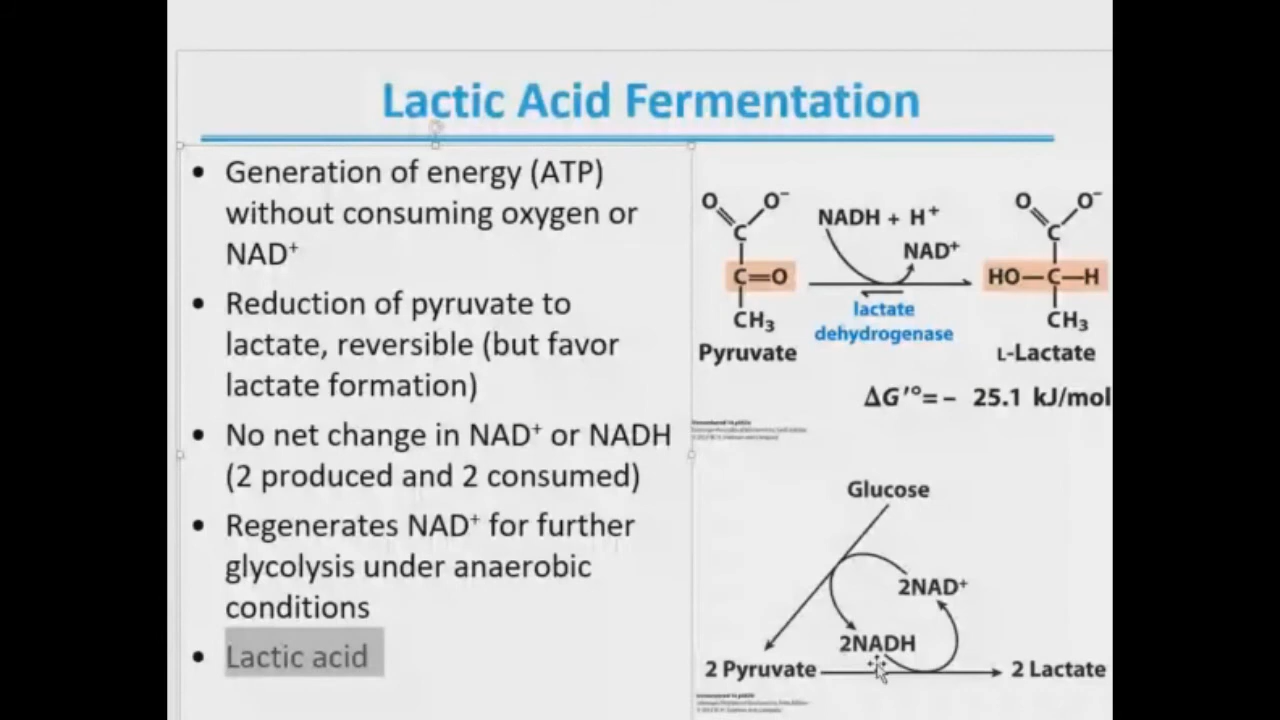 Lactic Acid Fermentation
• Generation of energy (ATP)
without consuming oxygen or
NAD⁺
• Reduction of pyruvate to
lactate, reversible (but favor
lactate formation)
• No net change in NAD⁺ or NADH
(2 produced and 2 consumed)
• Regenerates NAD⁺ for further
glycolysis under anaerobic
conditions
• Lactic acid
O O⁻
C
C=O
CH₃
Pyruvate
NADH + H⁺
NAD⁺
lactate
dehydrogenase
O O⁻
C
HO—C—H
CH₃
L-Lactate
ΔG′°= – 25.1 kJ/mol
Glucose
2NAD⁺
2NADH
2 Pyruvate
2 Lactate